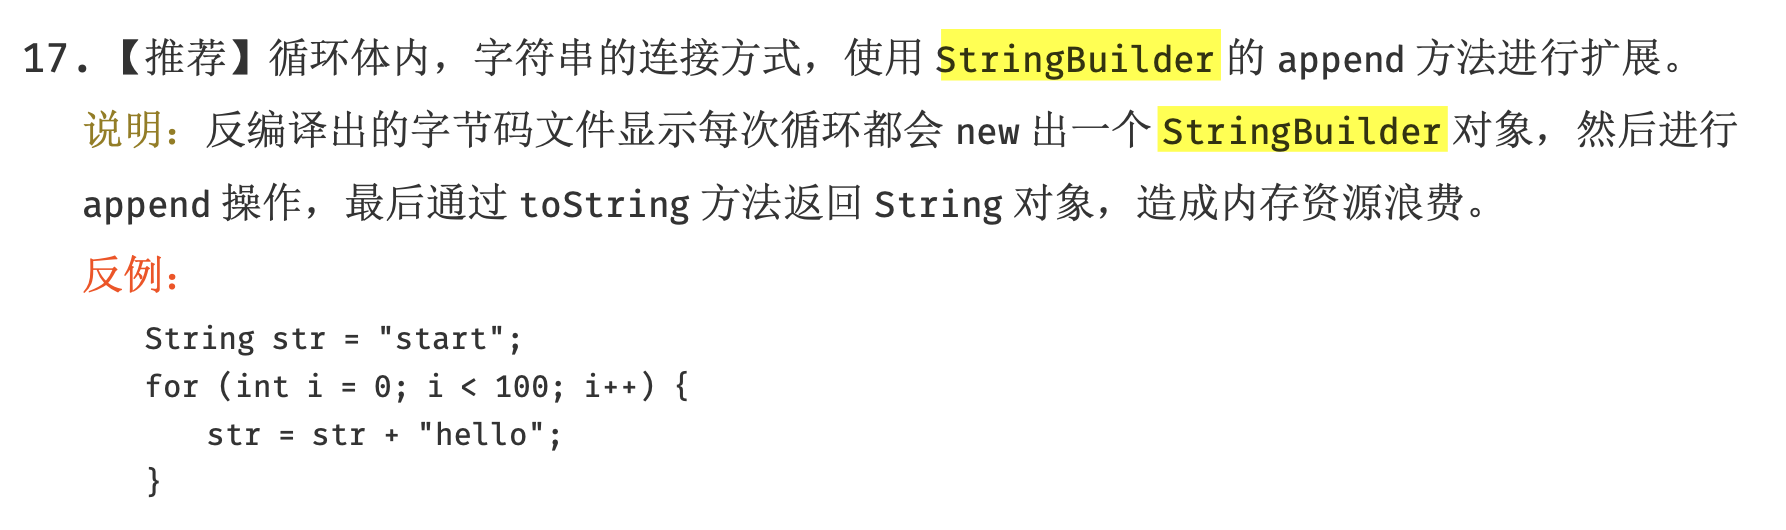 17.【推荐】循环体内，字符串的连接方式，使用 StringBuilder 的 append 方法进行扩展。
说明：反编译出的字节码文件显示每次循环都会 new 出一个 StringBuilder 对象，然后进行
append 操作，最后通过 toString 方法返回 String 对象，造成内存资源浪费。
反例：
String str = "start";
for (int i = 0; i < 100; i++) {
str = str + "hello";
}